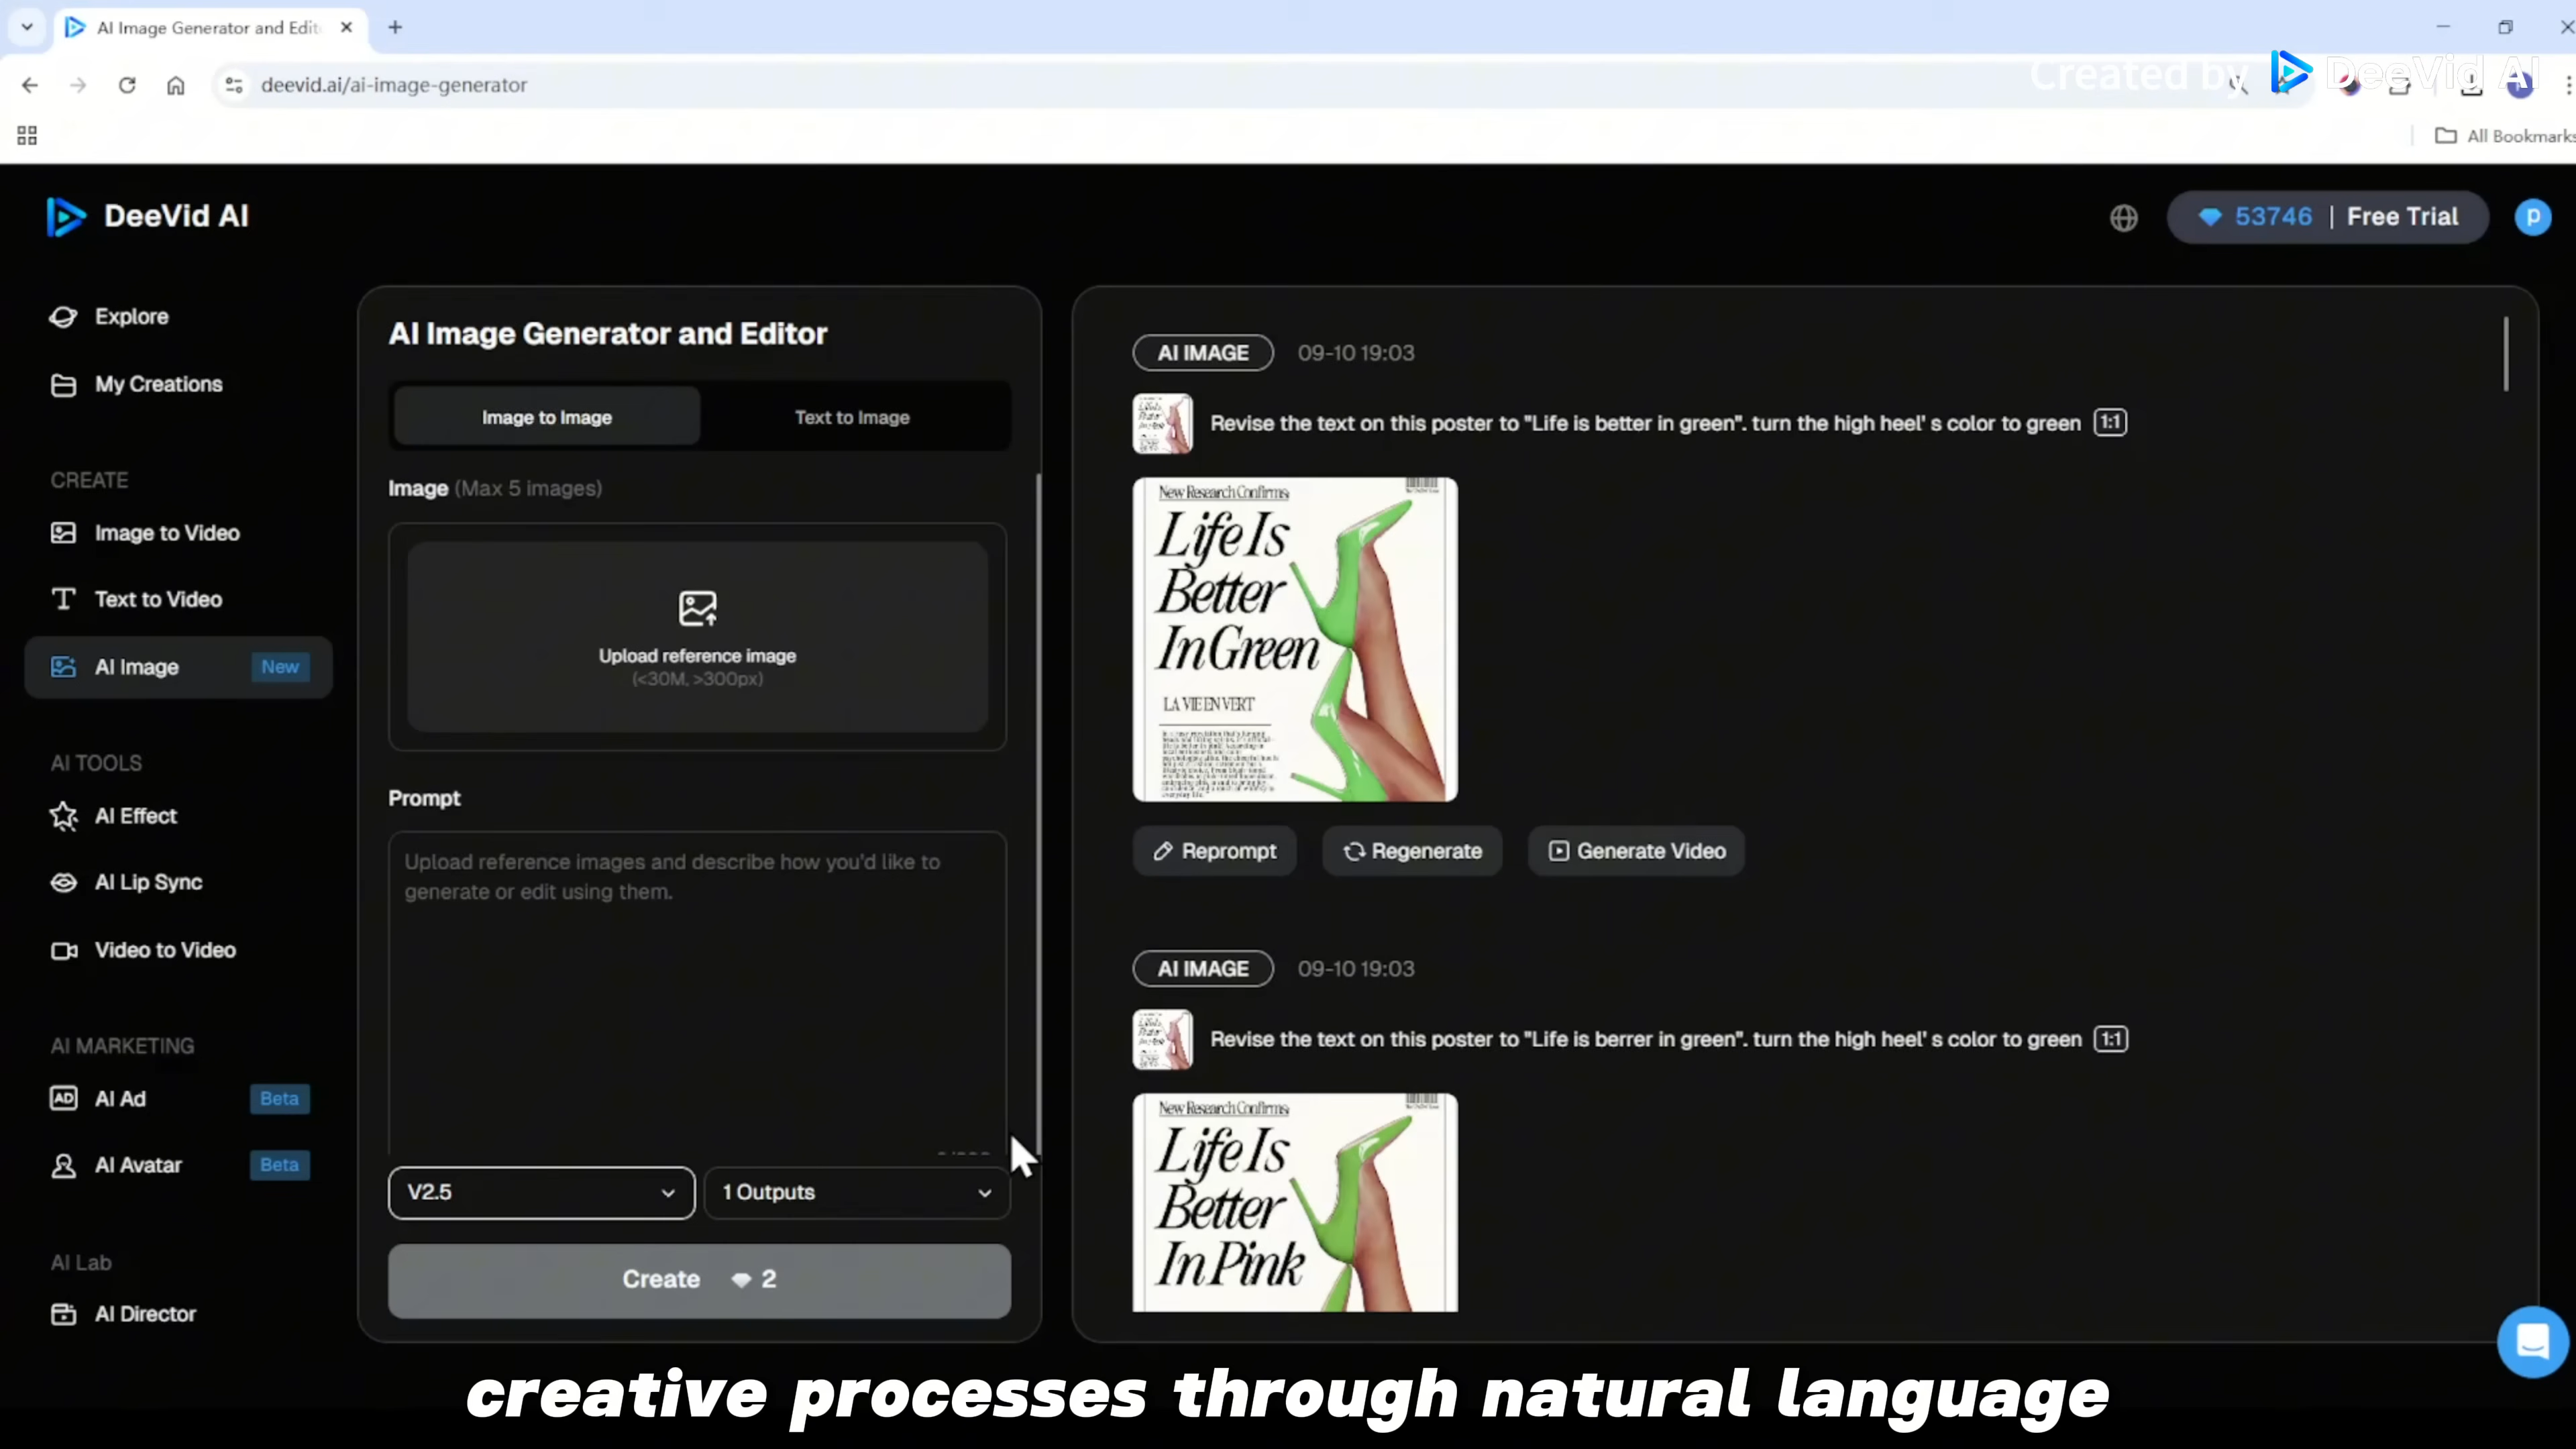 AI Image Generator and Edit
deevid.ai/ai-image-generator
Created by DeeVid AI
All Bookmarks
DeeVid AI
53746 | Free Trial
P
Explore
My Creations
CREATE
Image to Video
Text to Video
AI Image New
AI TOOLS
AI Effect
AI Lip Sync
Video to Video
AI MARKETING
AI Ad Beta
AI Avatar Beta
AI Lab
AI Director
AI Image Generator and Editor
Image to Image Text to Image
Image (Max 5 images)
Upload reference image
(<30M, >300px)
Prompt
Upload reference images and describe how you'd like to
generate or edit using them.
V2.5 1 Outputs
Create 2
AI IMAGE 09-10 19:03
Revise the text on this poster to "Life is better in green". turn the high heel' s color to green 1:1
New Research Confirms
Life Is
Better
In Green
LA VIE EN VERT
Reprompt Regenerate Generate Video
AI IMAGE 09-10 19:03
Revise the text on this poster to "Life is berrer in green". turn the high heel' s color to green 1:1
New Research Confirms
Life Is
Better
In Pink
creative processes through natural language